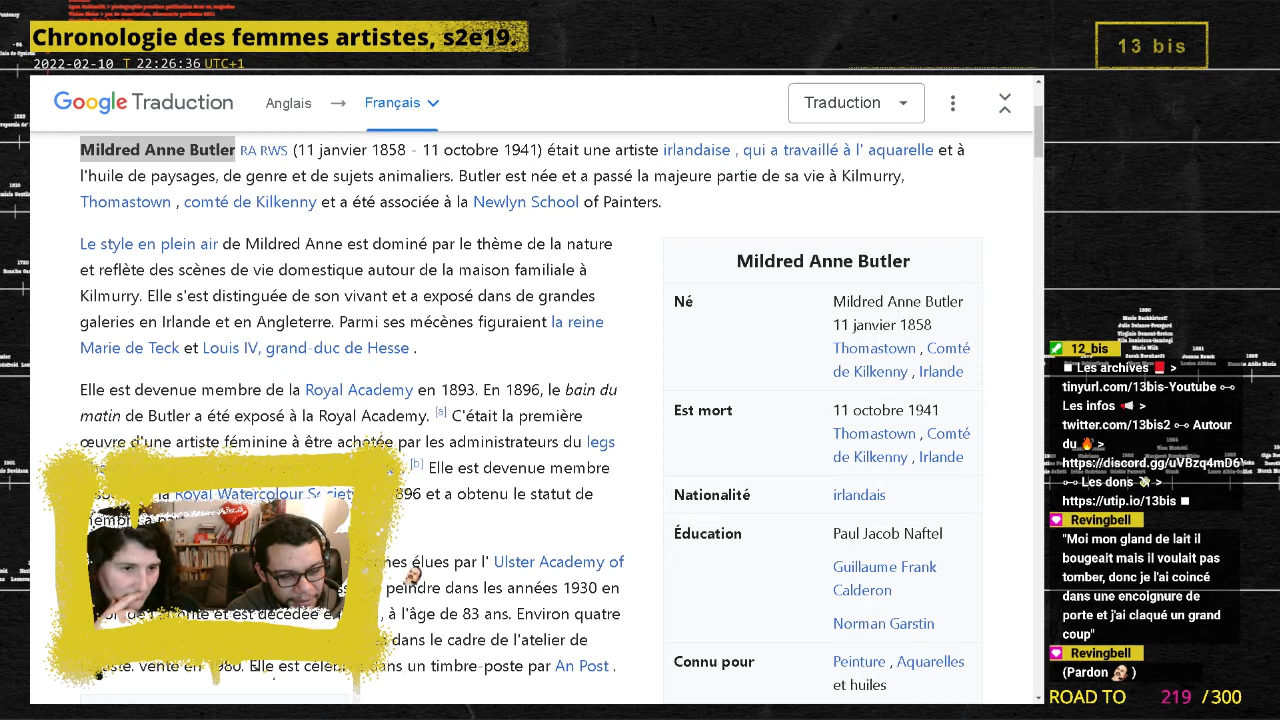 Chronologie des femmes artistes, s2e19.
2022-02-10 T 22:26:36 UTC+1
13 bis
Google Traduction
Anglais → Français
Traduction
Mildred Anne Butler RA RWS (11 janvier 1858 - 11 octobre 1941) était une artiste irlandaise , qui a travaillé à l' aquarelle et à
l'huile de paysages, de genre et de sujets animaliers. Butler est née et a passé la majeure partie de sa vie à Kilmurry,
Thomastown , comté de Kilkenny et a été associée à la Newlyn School of Painters.
Le style en plein air de Mildred Anne est dominé par le thème de la nature
et reflète des scènes de vie domestique autour de la maison familiale à
Kilmurry. Elle s'est distinguée de son vivant et a exposé dans de grandes
galeries en Irlande et en Angleterre. Parmi ses mécènes figuraient la reine
Marie de Teck et Louis IV, grand-duc de Hesse .
Elle est devenue membre de la Royal Academy en 1893. En 1896, le bain du
matin de Butler a été exposé à la Royal Academy. [a] C'était la première
œuvre d'une artiste féminine à être achetée par les administrateurs du legs
[b] Elle est devenue membre
la Royal Watercolour Society 896 et a obtenu le statut de
membre à
élues par l' Ulster Academy of
peindre dans les années 1930 en
et est décédée , à l'âge de 83 ans. Environ quatre
dans le cadre de l'atelier de
vente en 1980. Elle est célèbre dans un timbre-poste par An Post .
Mildred Anne Butler
Né
Mildred Anne Butler
11 janvier 1858
Thomastown , Comté
de Kilkenny , Irlande
Est mort
11 octobre 1941
Thomastown , Comté
de Kilkenny , Irlande
Nationalité
irlandais
Éducation
Paul Jacob Naftel
Guillaume Frank
Calderon
Norman Garstin
Connu pour
Peinture , Aquarelles
et huiles
12_bis
Les archives >
tinyurl.com/13bis-Youtube
Les infos >
twitter.com/13bis2 Autour
du >
https://discord.gg/uVBzq4mD6Y
Les dons >
https://utip.io/13bis
Revingbell
"Moi mon gland de lait il
bougeait mais il voulait pas
tomber, donc je l'ai coincé
dans une encoignure de
porte et j'ai claqué un grand
coup"
Revingbell
(Pardon )
ROAD TO 219 / 300